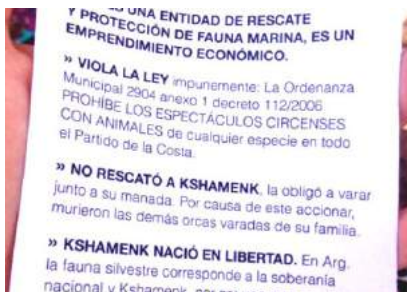 UNA ENTIDAD DE RESCATE
Y PROTECCIÓN DE FAUNA MARINA, ES UN
EMPRENDIMIENTO ECONÓMICO.
» VIOLA LA LEY impunemente: La Ordenanza
Municipal 2904 anexo 1 decreto 112/2006
PROHÍBE LOS ESPECTÁCULOS CIRCENSES
CON ANIMALES de cualquier especie en todo
el Partido de la Costa.
» NO RESCATÓ A KSHAMENK, la obligó a varar
junto a su manada. Por causa de este accionar,
murieron las demás orcas varadas de su familia.
» KSHAMENK NACIÓ EN LIBERTAD. En Arg.
la fauna silvestre corresponde a la soberanía
nacional y Kshamenk,